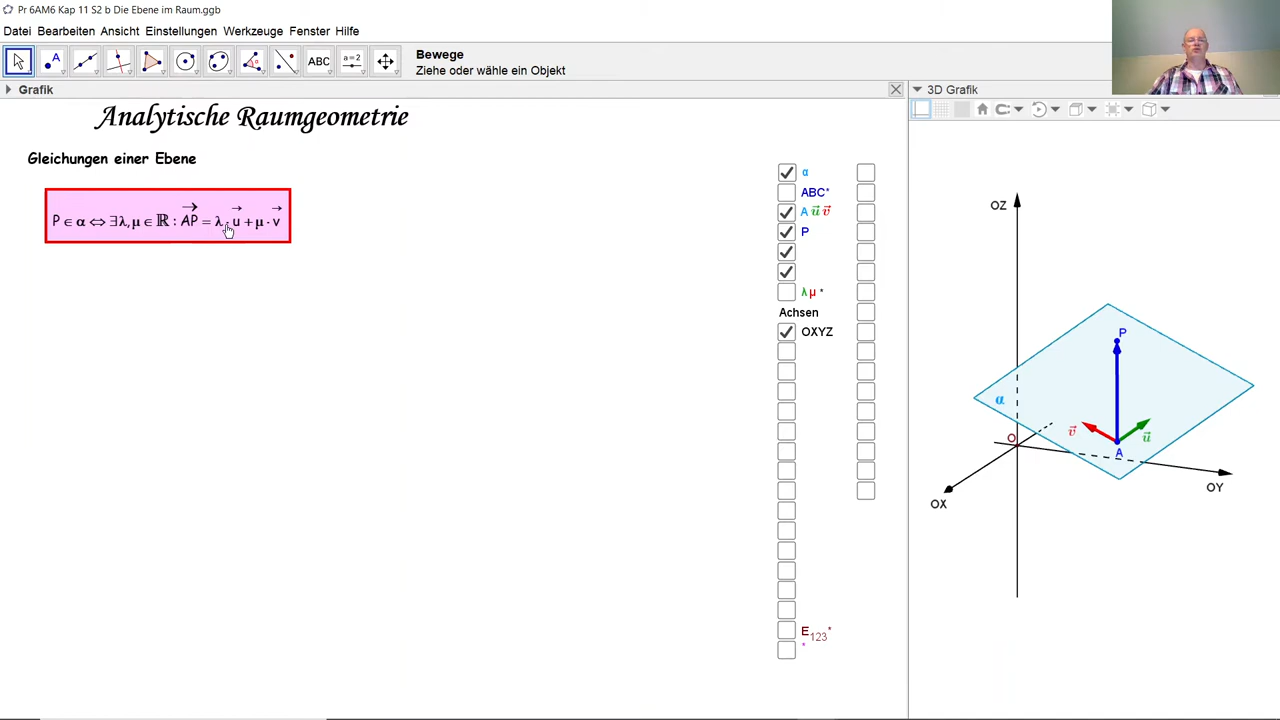 Pr 6AM6 Kap 11 S2 b Die Ebene im Raum.ggb
Datei Bearbeiten Ansicht Einstellungen Werkzeuge Fenster Hilfe
A
ABC
a=2
Bewege
Ziehe oder wähle ein Objekt
Grafik
3D Grafik
Analytische Raumgeometrie
Gleichungen einer Ebene
P ∈ α ⇔ ∃λ,μ ∈ ℝ : AP⃗ = λ · u⃗ + μ · v⃗
α
ABC*
A u⃗ v⃗
P
λ μ *
Achsen
OXYZ
E123*
*
OZ
P
α
v⃗
u⃗
O
A
OY
OX